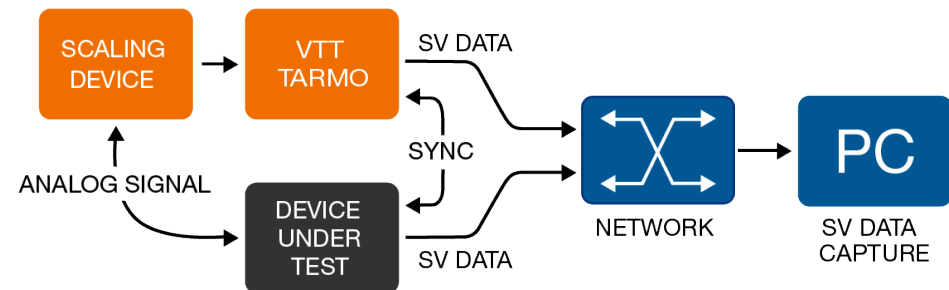 SCALING
DEVICE
VTT
TARMO
SV DATA
SYNC
ANALOG SIGNAL
DEVICE
UNDER
TEST
SV DATA
NETWORK
PC
SV DATA
CAPTURE